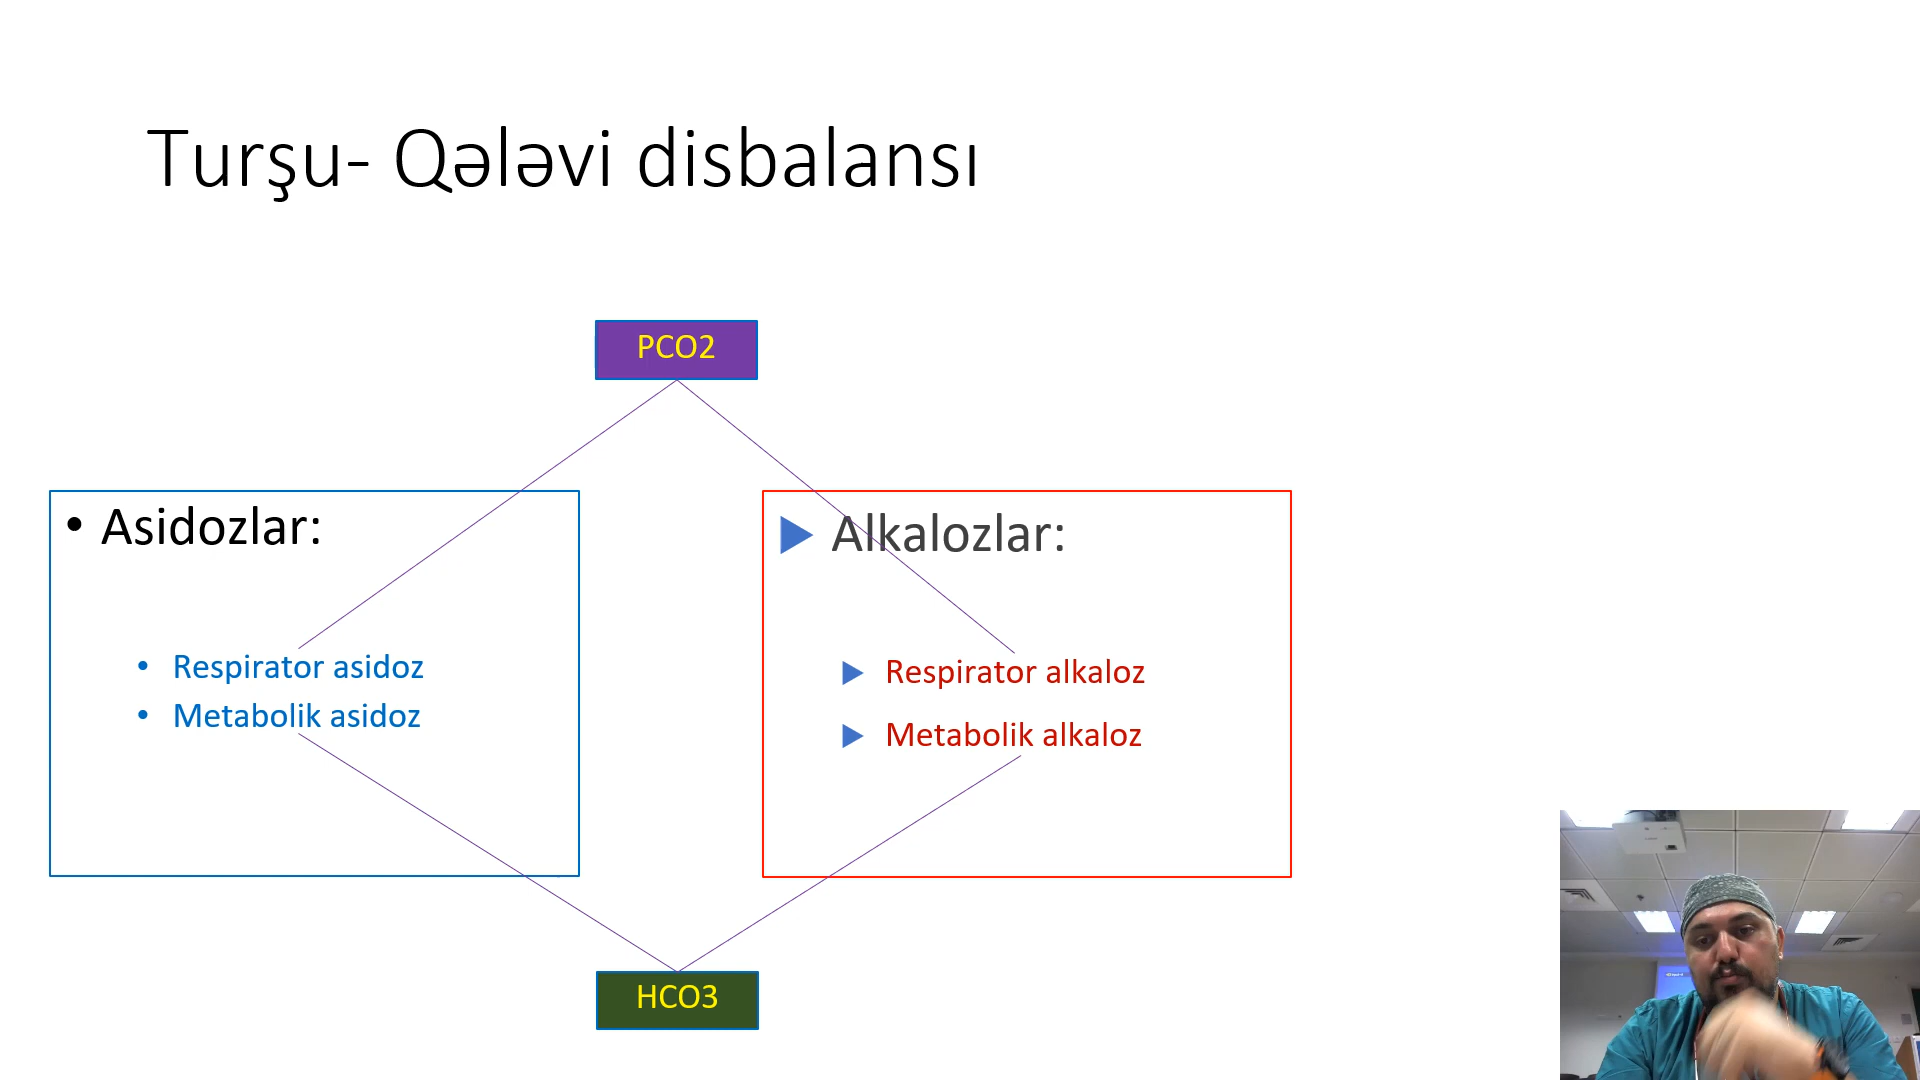 Turşu- Qələvi disbalansı
PCO2
• Asidozlar:
• Respirator asidoz
• Metabolik asidoz
Alkalozlar:
Respirator alkaloz
Metabolik alkaloz
HCO3